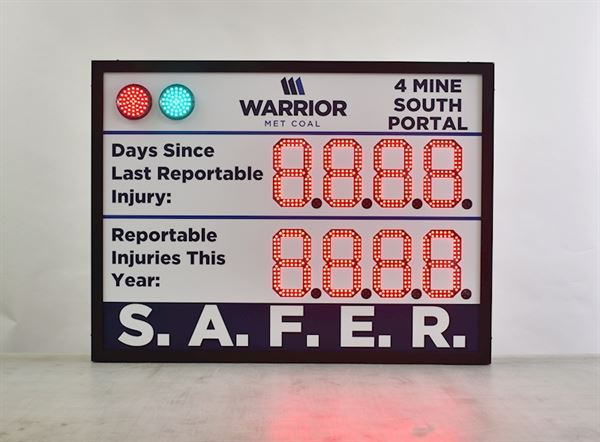 WARRIOR
MET COAL
4 MINE
SOUTH
PORTAL
Days Since
Last Reportable
Injury:
8.8.8.8.
Reportable
Injuries This
Year:
8.8.8.8.
S. A. F. E. R.